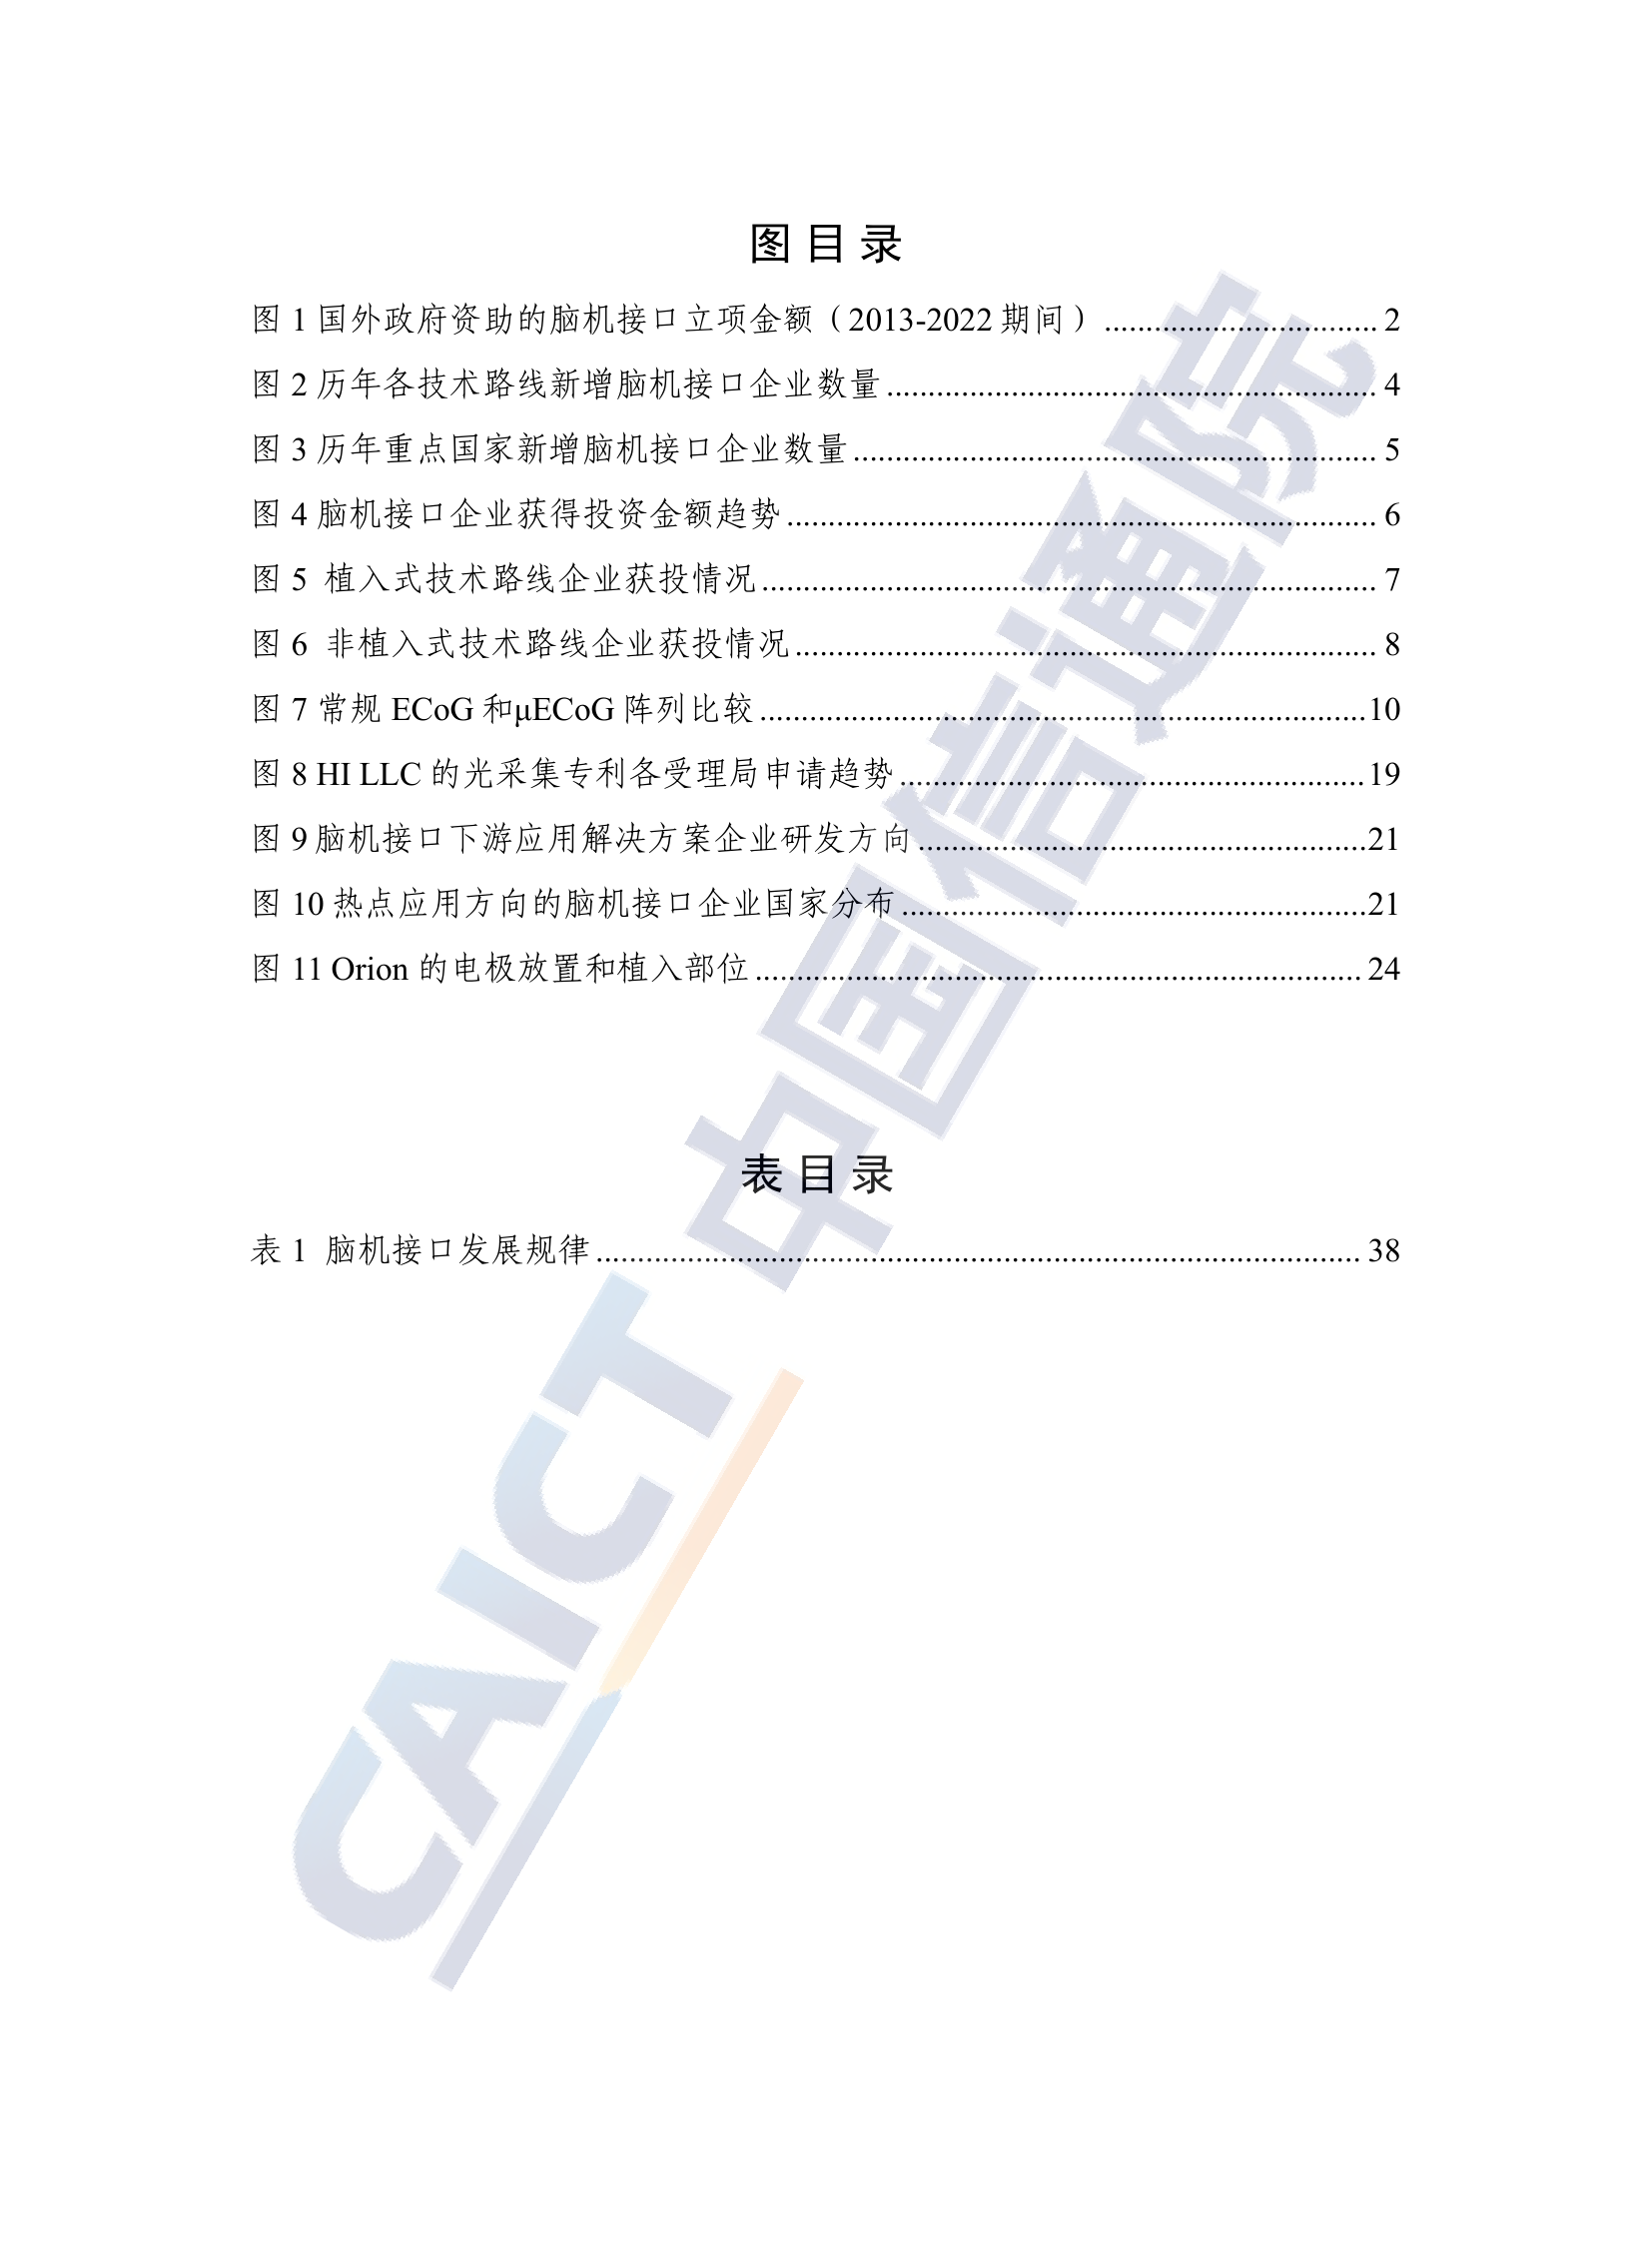 图 目 录
图 1 国外政府资助的脑机接口立项金额（2013-2022 期间）................................. 2
图 2 历年各技术路线新增脑机接口企业数量........................................................... 4
图 3 历年重点国家新增脑机接口企业数量............................................................... 5
图 4 脑机接口企业获得投资金额趋势....................................................................... 6
图 5 植入式技术路线企业获投情况.......................................................................... 7
图 6 非植入式技术路线企业获投情况...................................................................... 8
图 7 常规 ECoG 和μECoG 阵列比较.........................................................................10
图 8 HI LLC 的光采集专利各受理局申请趋势........................................................ 19
图 9 脑机接口下游应用解决方案企业研发方向......................................................21
图 10 热点应用方向的脑机接口企业国家分布........................................................21
图 11 Orion 的电极放置和植入部位......................................................................... 24
表 目 录
表 1 脑机接口发展规律............................................................................................ 38
CAICT 中国信通院